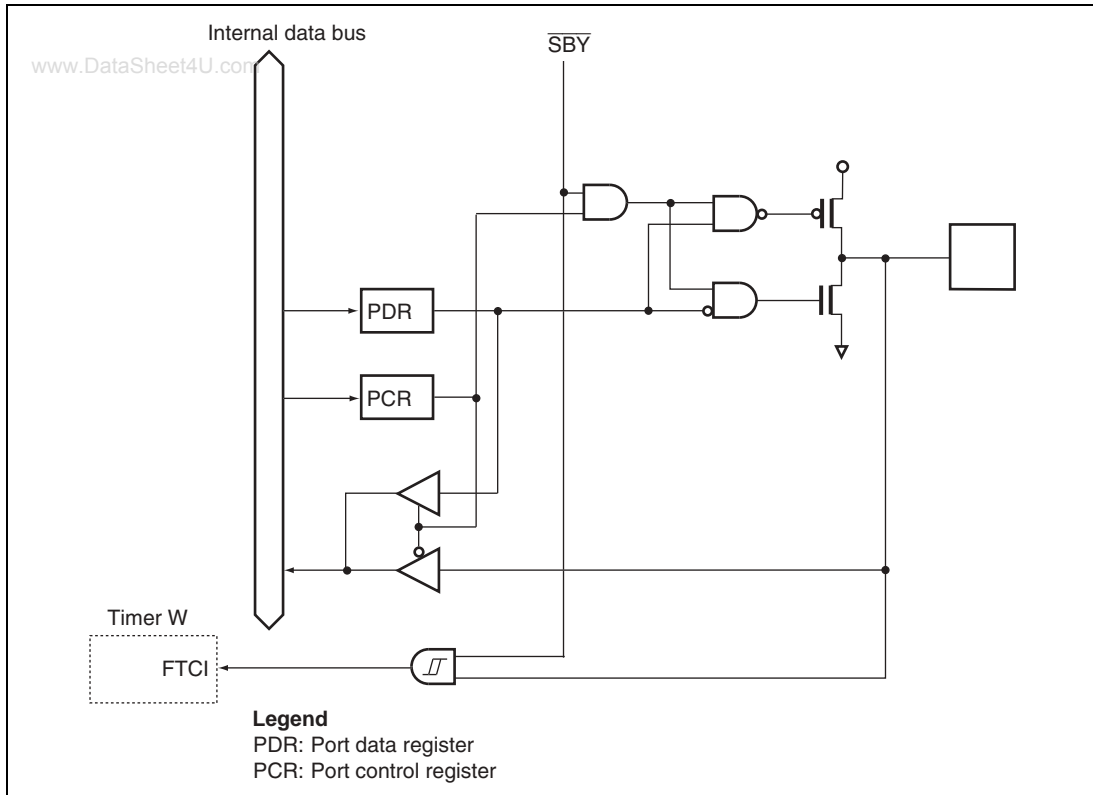 Internal data bus
SBY
www.DataSheet4U.com
PDR
PCR
Timer W
FTCI
Legend
PDR: Port data register
PCR: Port control register